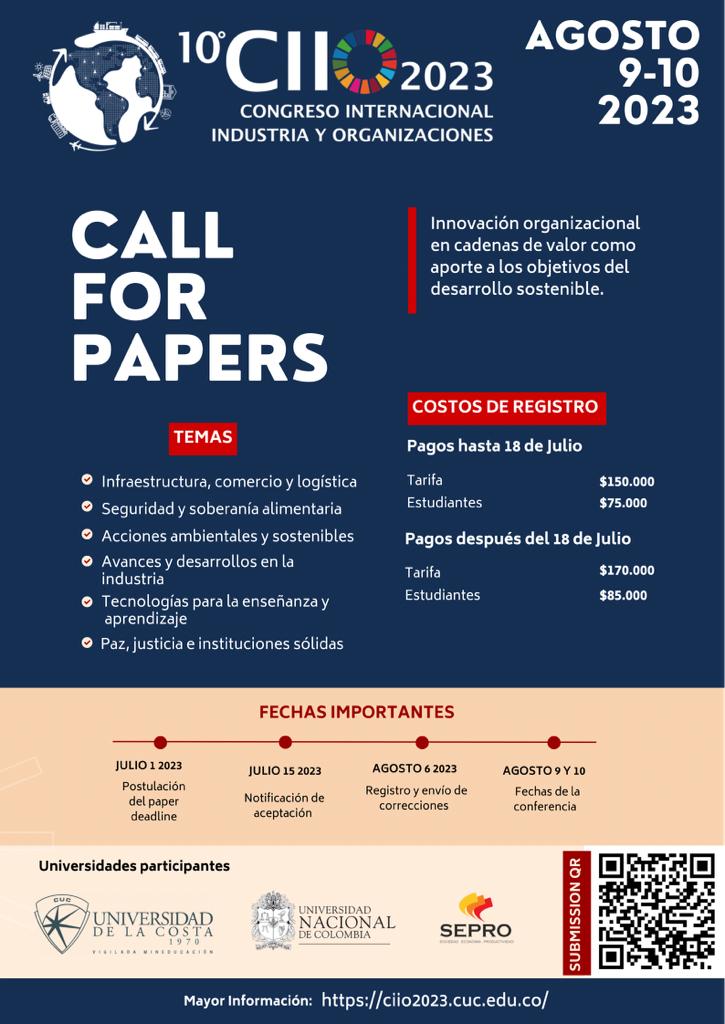 10° CIIO 2023
CONGRESO INTERNACIONAL
INDUSTRIA Y ORGANIZACIONES
AGOSTO
9-10
2023
CALL
FOR
PAPERS
Innovación organizacional
en cadenas de valor como
aporte a los objetivos del
desarrollo sostenible.
TEMAS
Infraestructura, comercio y logística
Seguridad y soberanía alimentaria
Acciones ambientales y sostenibles
Avances y desarrollos en la
industria
Tecnologías para la enseñanza y
aprendizaje
Paz, justicia e instituciones sólidas
COSTOS DE REGISTRO
Pagos hasta 18 de Julio
Tarifa $150.000
Estudiantes $75.000
Pagos después del 18 de Julio
Tarifa $170.000
Estudiantes $85.000
FECHAS IMPORTANTES
JULIO 1 2023
Postulación
del paper
deadline
JULIO 15 2023
Notificación de
aceptación
AGOSTO 6 2023
Registro y envío de
correcciones
AGOSTO 9 Y 10
Fechas de la
conferencia
Universidades participantes
CUC
UNIVERSIDAD
DE LA COSTA
1970
VIGILADA MINEDUCACIÓN
UNIVERSIDAD
NACIONAL
DE COLOMBIA
SEPRO
SOCIEDAD ECONOMÍA PRODUCTIVIDAD
SUBMISSION QR
Mayor Información: https://ciio2023.cuc.edu.co/